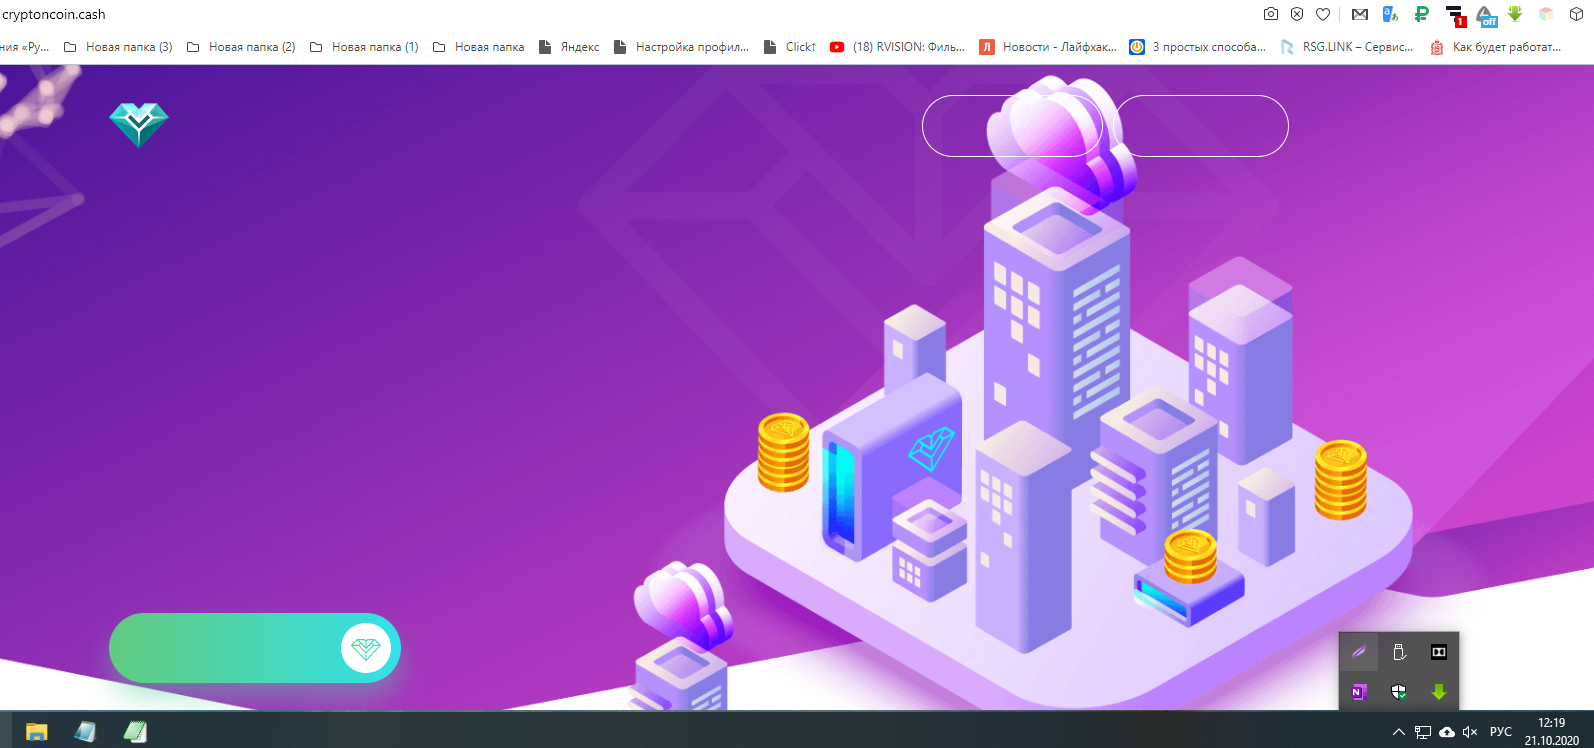 cryptoncoin.cash
ния «Ру... Новая папка (3) Новая папка (2) Новая папка (1) Новая папка Яндекс Настройка профил... Click↑ (18) RVISION: Филь... Новости - Лайфхак... 3 простых способа... RSG.LINK – Сервис... Как будет работат...
1
off
N
РУС
12:19
21.10.2020